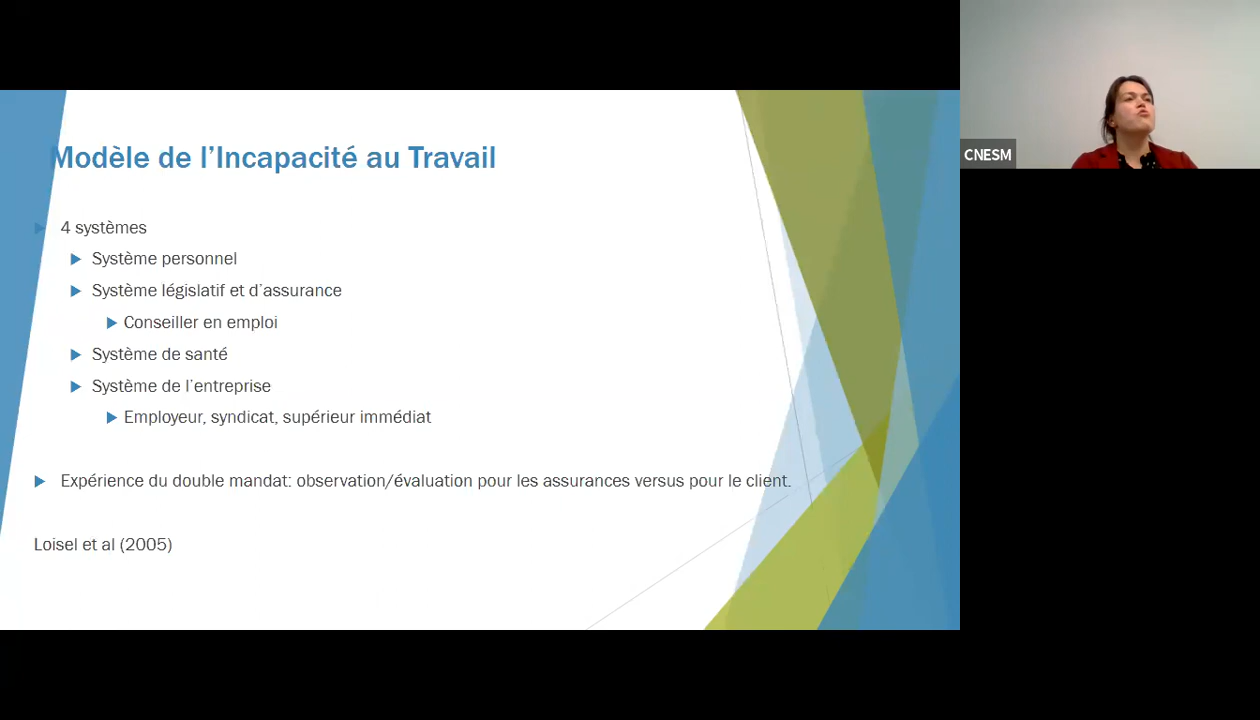 Modèle de l'Incapacité au Travail
4 systèmes
Système personnel
Système législatif et d'assurance
Conseiller en emploi
Système de santé
Système de l'entreprise
Employeur, syndicat, supérieur immédiat
Expérience du double mandat: observation/évaluation pour les assurances versus pour le client.
Loisel et al (2005)
CNESM